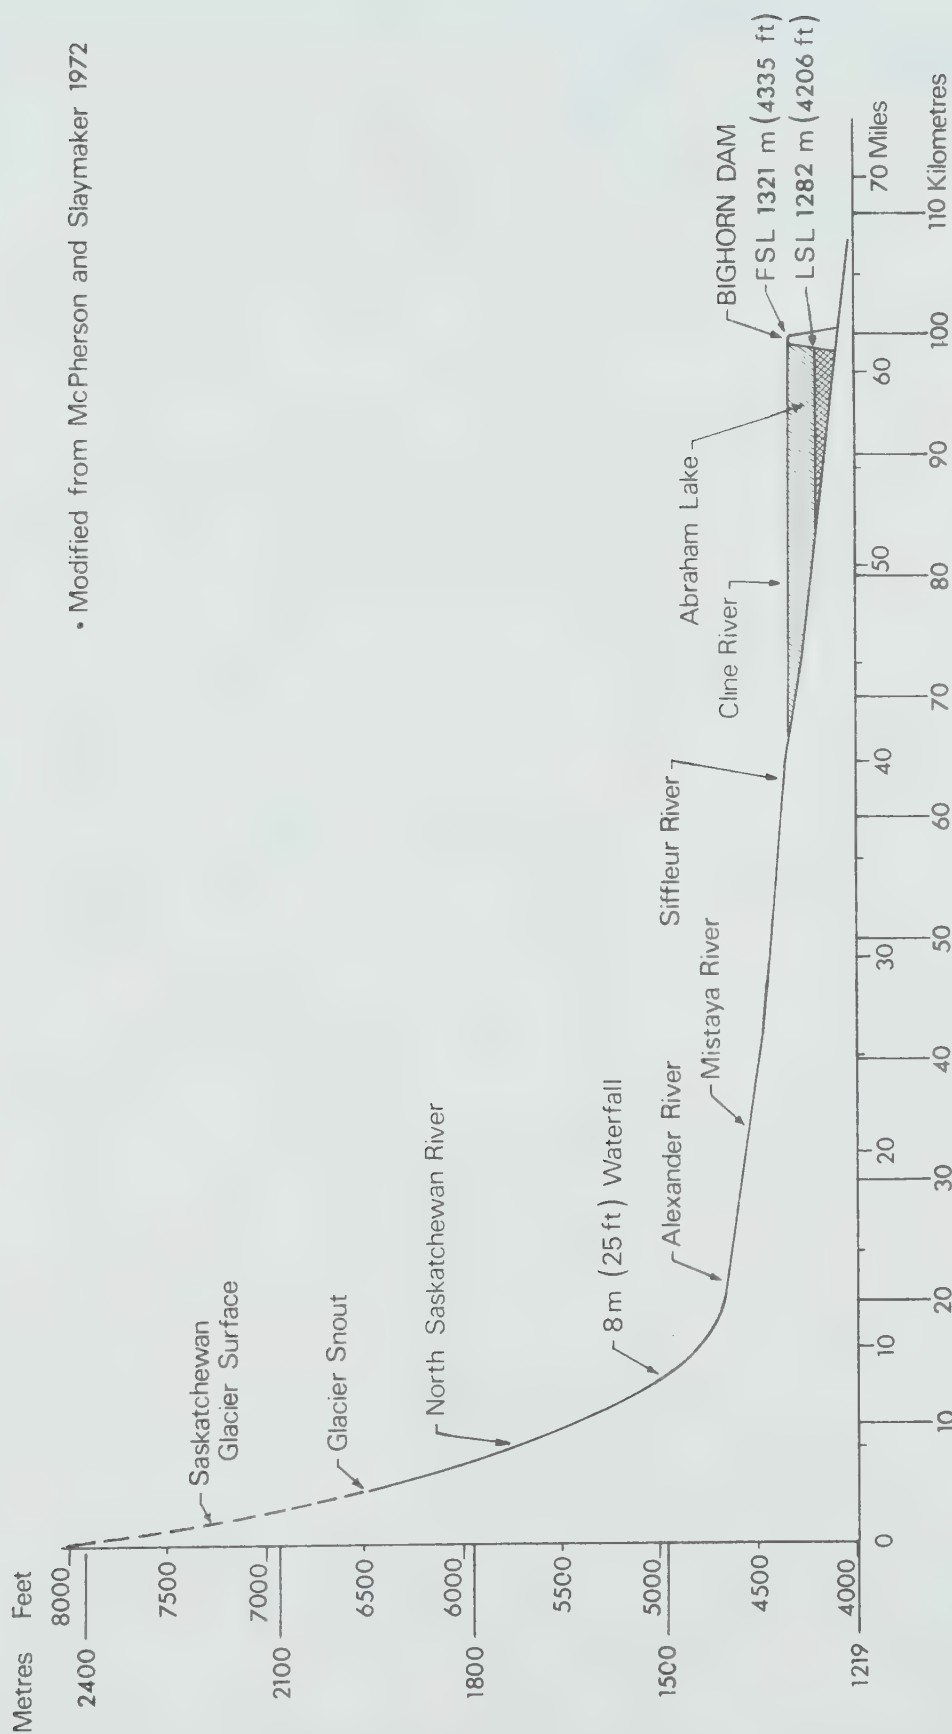 • Modified from McPherson and Slaymaker 1972
Metres Feet
8000
2400
7500
7000
2100
6500
6000
1800
5500
5000
1500
4500
4000
1219
Saskatchewan
Glacier Surface
Glacier Snout
North Saskatchewan River
8m (25 ft) Waterfall
Alexander River
Mistaya River
Siffleur River
Cline River
Abraham Lake
BIGHORN DAM
FSL 1321 m (4335 ft)
LSL 1282 m (4206 ft)
0 10 20 30 40 50 60 70 Miles
10 20 30 40 50 60 70 80 90 100 110 Kilometres